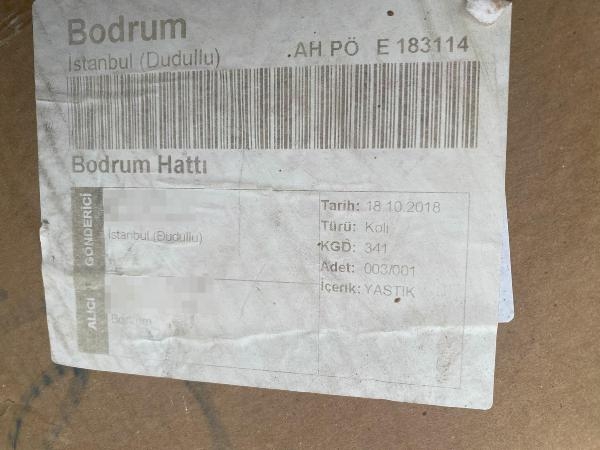 Bodrum
İstanbul (Dudullu)
.AH PÖ E 183114
Bodrum Hattı
GÖNDERİCİ
İstanbul (Dudullu)
ALICI
Bodrum
Tarih: 18.10.2018
Türü: Koli
KGD: 341
Adet: 003/001
İçerik: YASTIK